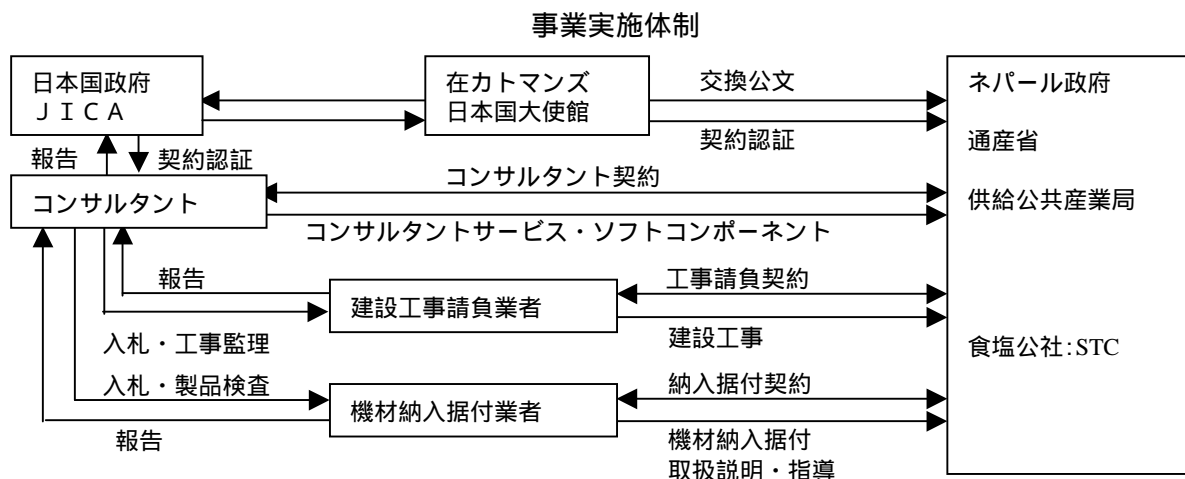 事業実施体制
日本国政府
ＪＩＣＡ
在カトマンズ
日本国大使館
交換公文
契約認証
ネパール政府
通産省
供給公共産業局
食塩公社:STC
報告
契約認証
コンサルタント
コンサルタント契約
コンサルタントサービス・ソフトコンポーネント
報告
建設工事請負業者
工事請負契約
建設工事
入札・工事監理
入札・製品検査
機材納入据付業者
納入据付契約
報告
機材納入据付
取扱説明・指導